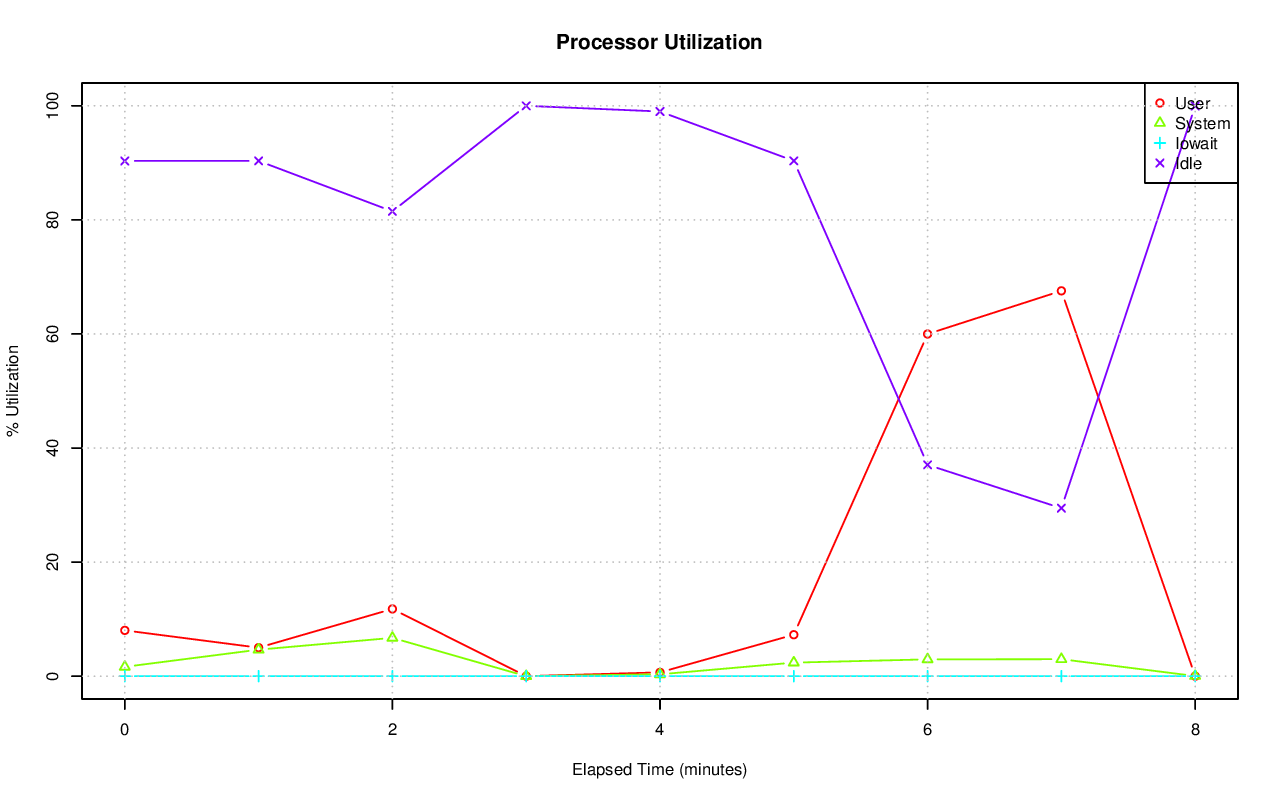 Processor Utilization
User
System
Iowait
Idle
100
80
60
40
20
0
% Utilization
0 2 4 6 8
Elapsed Time (minutes)